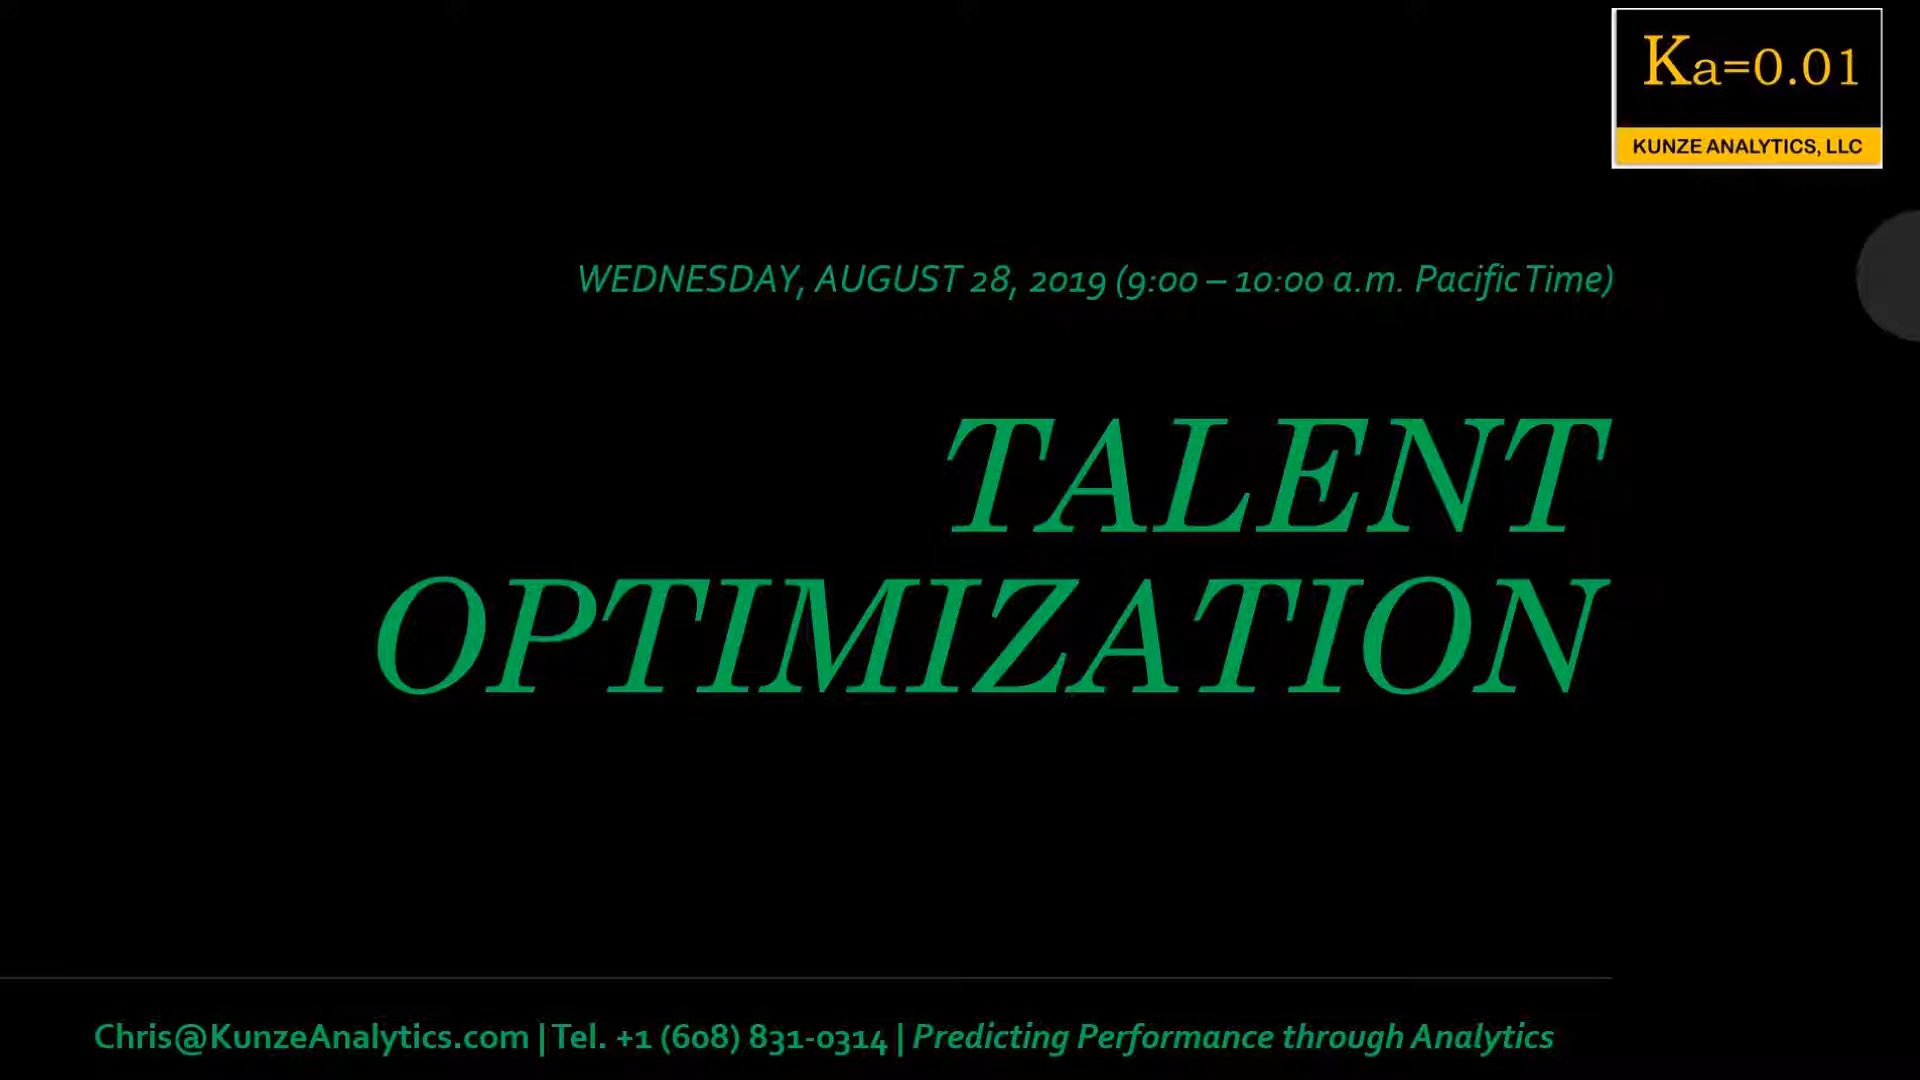 Ka=0.01
KUNZE ANALYTICS, LLC
WEDNESDAY, AUGUST 28, 2019 (9:00 – 10:00 a.m. Pacific Time)
TALENT
OPTIMIZATION
Chris@KunzeAnalytics.com | Tel. +1 (608) 831-0314 | Predicting Performance through Analytics